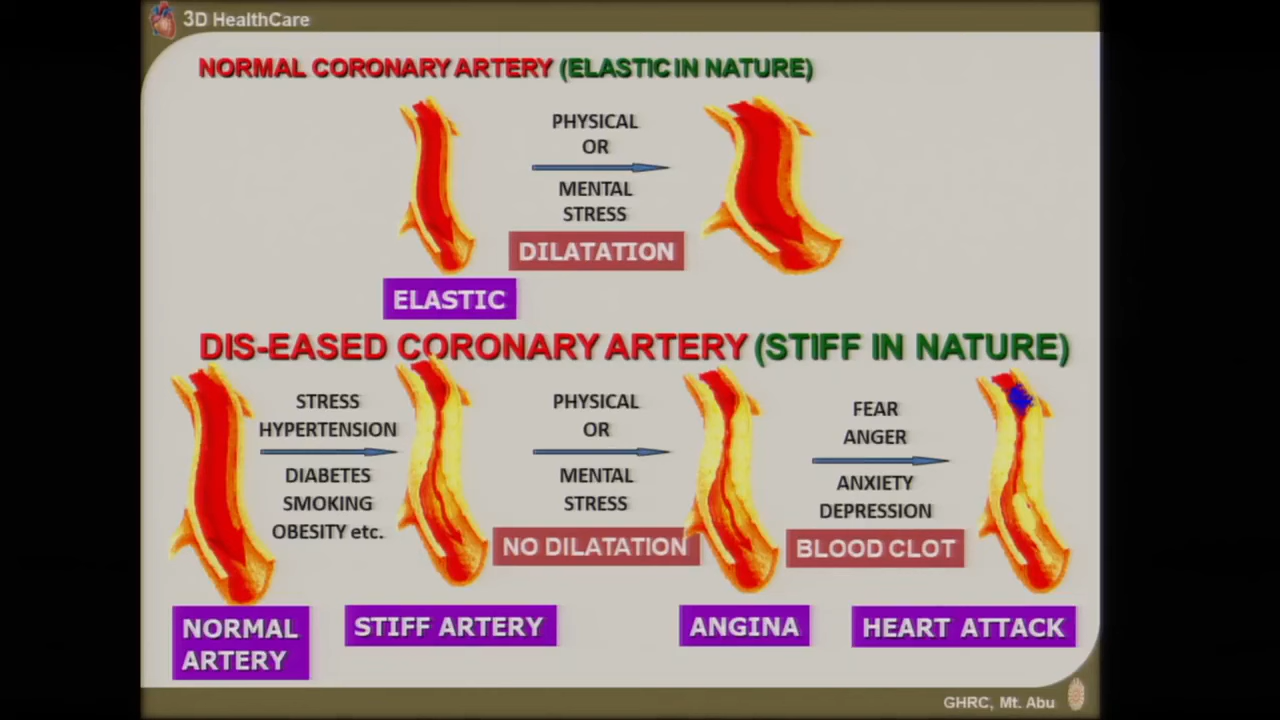 3D HealthCare
NORMAL CORONARY ARTERY (ELASTIC IN NATURE)
PHYSICAL
OR
MENTAL
STRESS
DILATATION
ELASTIC
DIS-EASED CORONARY ARTERY (STIFF IN NATURE)
STRESS
HYPERTENSION
DIABETES
SMOKING
OBESITY etc.
PHYSICAL
OR
MENTAL
STRESS
NO DILATATION
FEAR
ANGER
ANXIETY
DEPRESSION
BLOOD CLOT
NORMAL
ARTERY
STIFF ARTERY
ANGINA
HEART ATTACK
GHRC, Mt. Abu